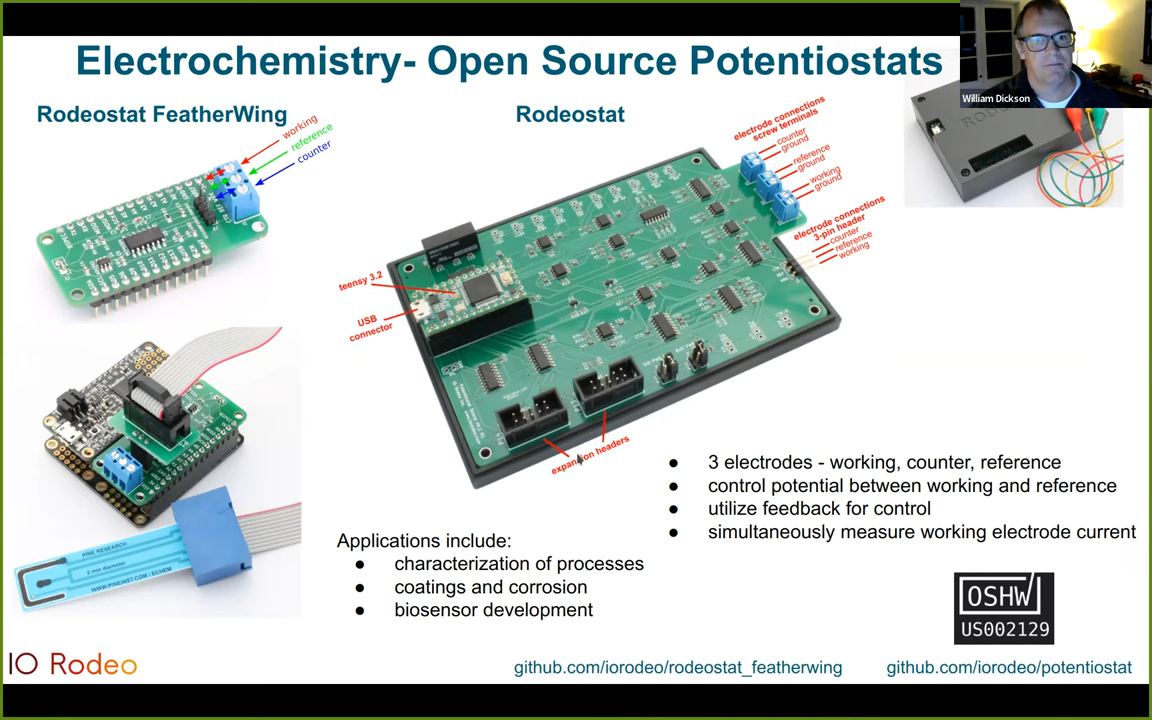 Electrochemistry- Open Source Potentiostats
William Dickson
Rodeostat FeatherWing
working
reference
counter
Rodeostat
electrode connections
screw terminals
counter
ground
reference
ground
working
ground
electrode connections
3-pin header
counter
reference
working
teensy 3.2
USB
connector
expansion headers
3 electrodes - working, counter, reference
control potential between working and reference
utilize feedback for control
simultaneously measure working electrode current
Applications include:
characterization of processes
coatings and corrosion
biosensor development
PINE RESEARCH
2 mm diameter
WWW.PINEINST.COM/ECHEM
OSHW
US002129
IO Rodeo
github.com/iorodeo/rodeostat_featherwing
github.com/iorodeo/potentiostat